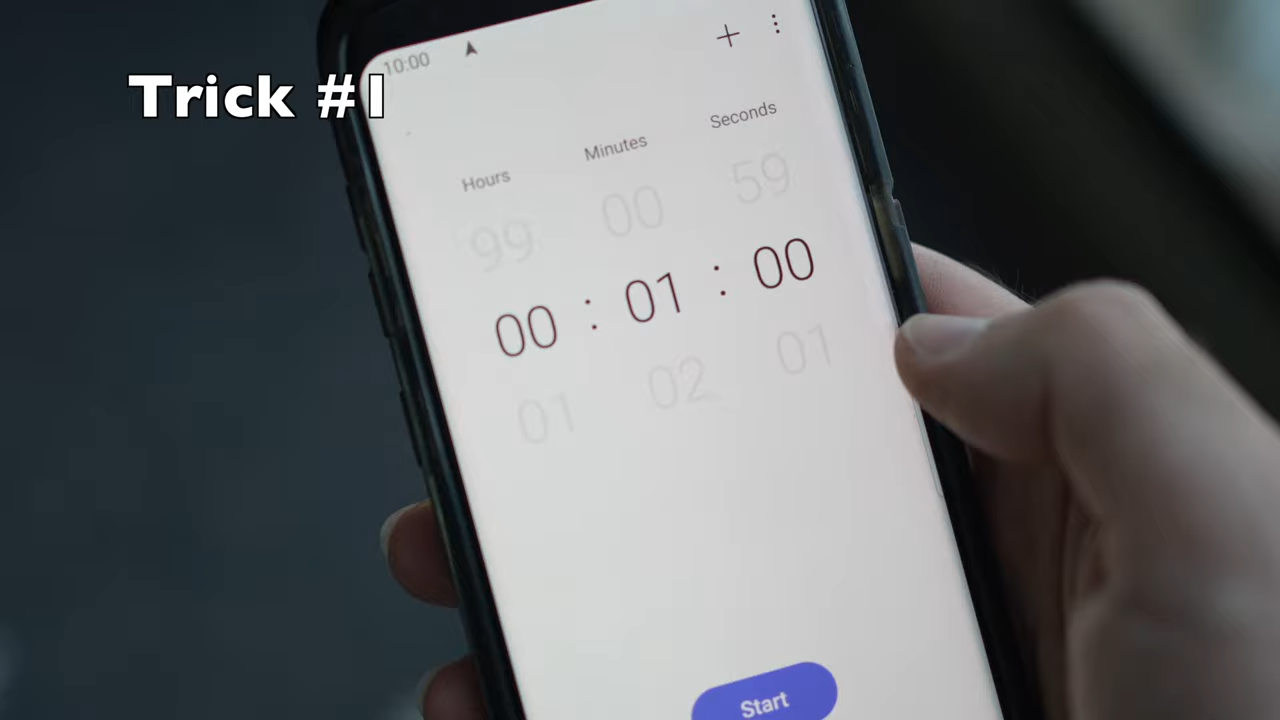 Trick #1
10:00
Hours Minutes Seconds
99 00 59
00 : 01 : 00
01 02 01
Start